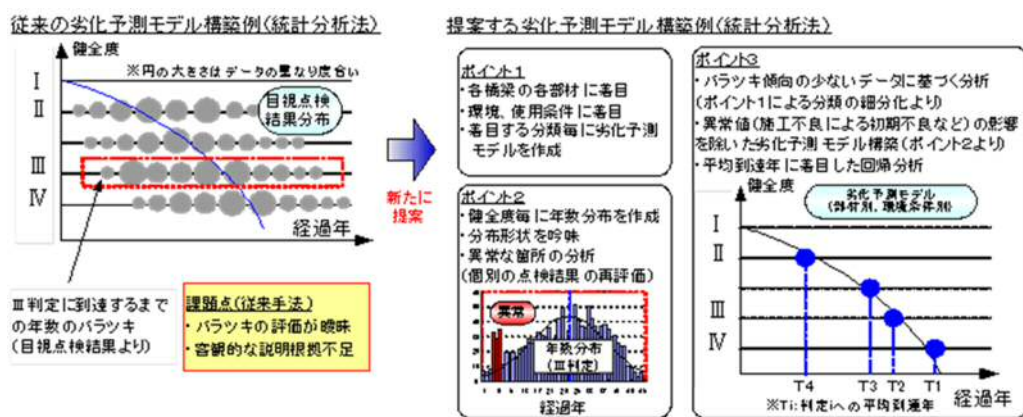 従来の劣化予測モデル構築例(統計分析法)
健全度
※円の大きさはデータの重なり度合い
I
II
III
IV
目視点検
結果分布
経過年
III判定に到達するまで
の年数のバラツキ
(目視点検結果より)
課題点(従来手法)
・バラツキの評価が曖昧
・客観的な説明根拠不足
新たに
提案
提案する劣化予測モデル構築例(統計分析法)
ポイント1
・各橋梁の各部材に着目
・環境、使用条件に着目
・着目する分類毎に劣化予測
モデルを作成
ポイント2
・健全度毎に年数分布を作成
・分布形状を吟味
・異常な箇所の分析
(個別の点検結果の再評価)
異常
年数分布
(III判定)
経過年
ポイント3
・バラツキ傾向の少ないデータに基づく分析
(ポイント1による分類の細分化より)
・異常値(施工不良による初期不良など)の影響
を除いた劣化予測モデル構築(ポイント2より)
・平均到達年に着目した回帰分析
健全度
劣化予測モデル
(部材別、環境条件別)
I
II
III
IV
T4
T3
T2
T1
経過年
※Ti:判定iへの平均到達年